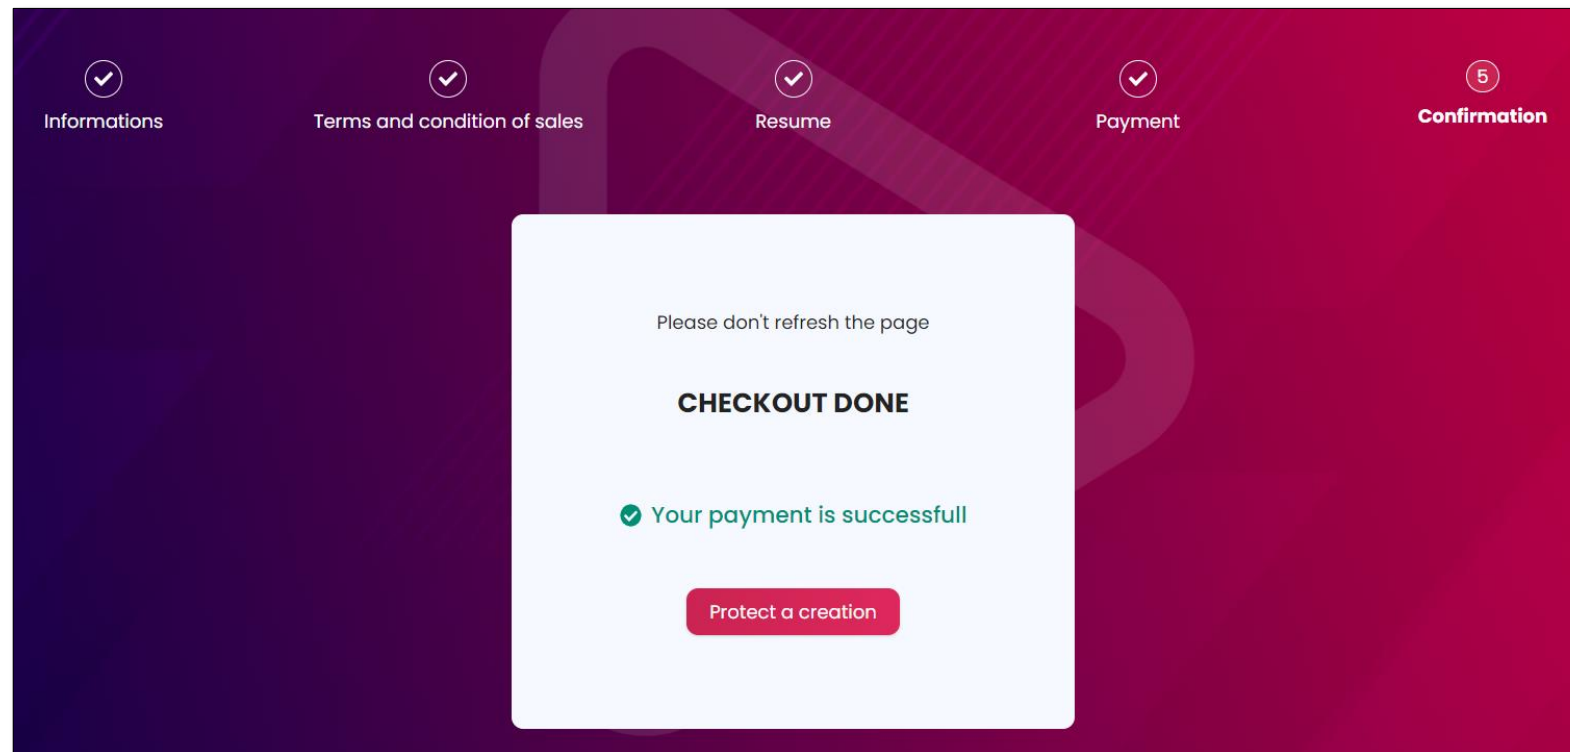 5
Informations
Terms and condition of sales
Resume
Payment
Confirmation
Please don't refresh the page
CHECKOUT DONE
Your payment is successfull
Protect a creation